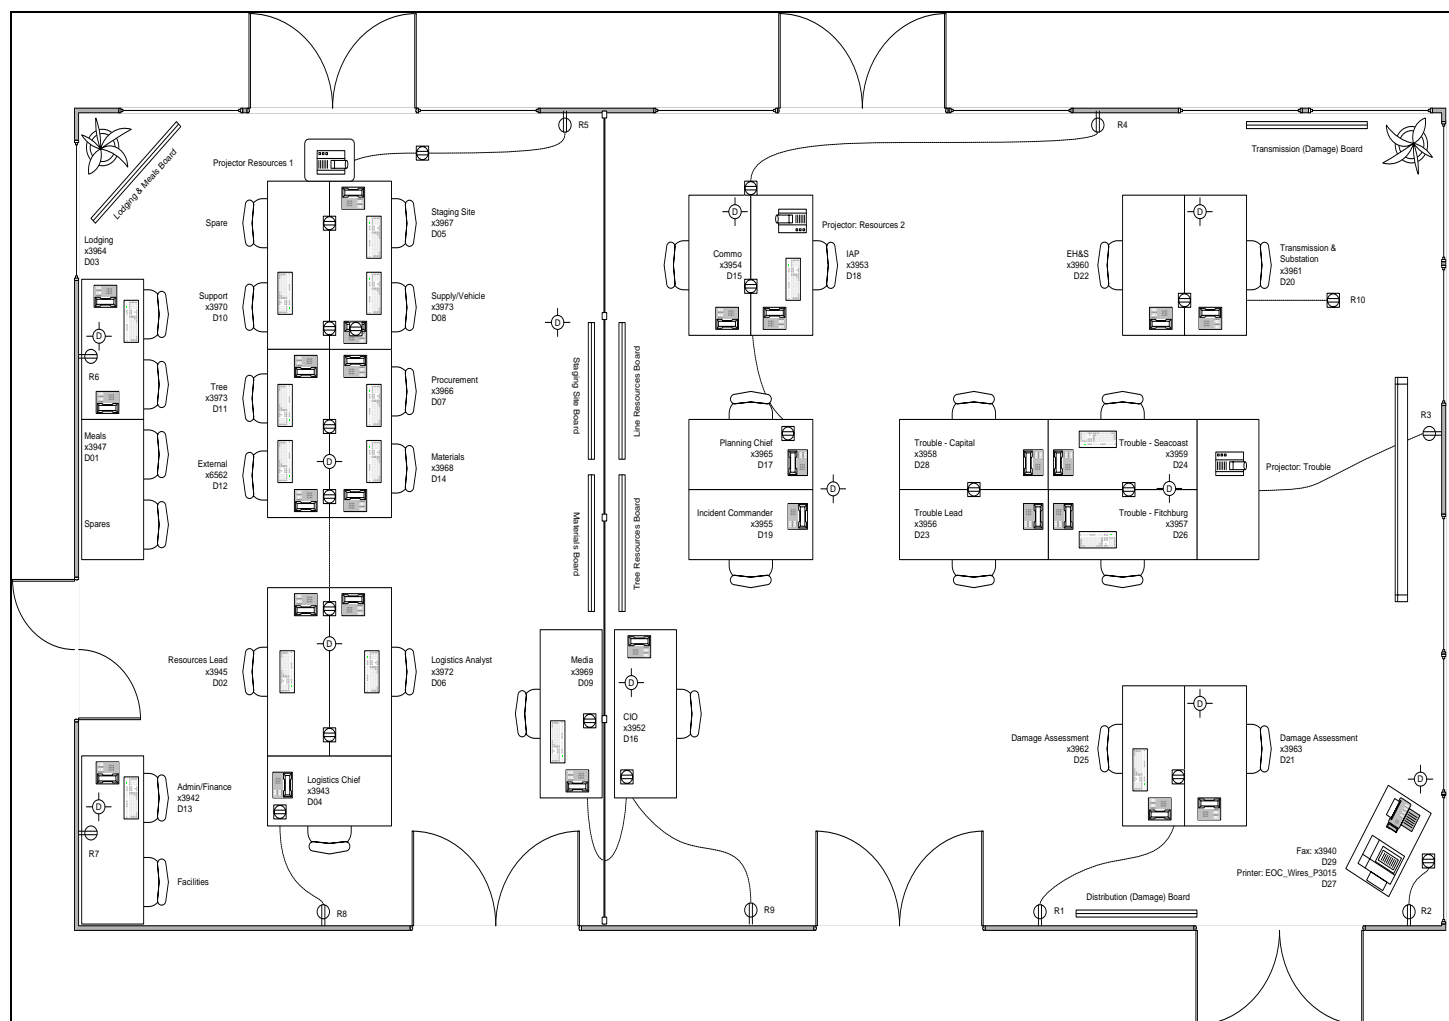 R5
R4
Projector Resources 1
Lodging & Meals Board
Transmission (Damage) Board
Spare
Staging Site
x3967
D05
Projector: Resources 2
Lodging
x3964
D03
Commo
x3954
D15
IAP
x3953
D18
EH&S
x3960
D22
Transmission &
Substation
x3961
D20
R10
Support
x3970
D10
Supply/Vehicle
x3973
D08
R6
Staging Site Board
Line Resources Board
Tree
x3973
D11
Procurement
x3966
D07
Meals
x3947
D01
External
x6562
D12
Materials
x3968
D14
Planning Chief
x3965
D17
Trouble - Capital
x3958
D28
Trouble - Seacoast
x3959
D24
Projector: Trouble
R3
Spares
Materials Board
Tree Resources Board
Incident Commander
x3955
D19
Trouble Lead
x3956
D23
Trouble - Fitchburg
x3957
D26
Resources Lead
x3945
D02
Logistics Analyst
x3972
D06
Media
x3969
D09
CIO
x3952
D16
Damage Assessment
x3962
D25
Damage Assessment
x3963
D21
Admin/Finance
x3942
D13
Logistics Chief
x3943
D04
R7
Facilities
Fax: x3940
D29
Printer: EOC_Wires_P3015
D27
Distribution (Damage) Board
R8
R9
R1
R2
D
D
D
D
D
D
D
D
D
D
D
D
D